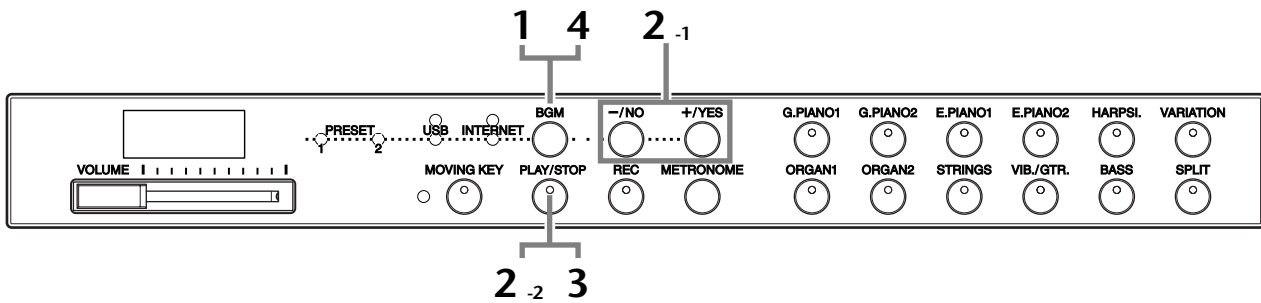 1 4 2 -1
BGM -/NO +/YES G.PIANO1 G.PIANO2 E.PIANO1 E.PIANO2 HARPSI. VARIATION
PRESET USB INTERNET
1 2
VOLUME MOVING KEY PLAY/STOP REC METRONOME ORGAN1 ORGAN2 STRINGS VIB./GTR. BASS SPLIT
2 -2 3